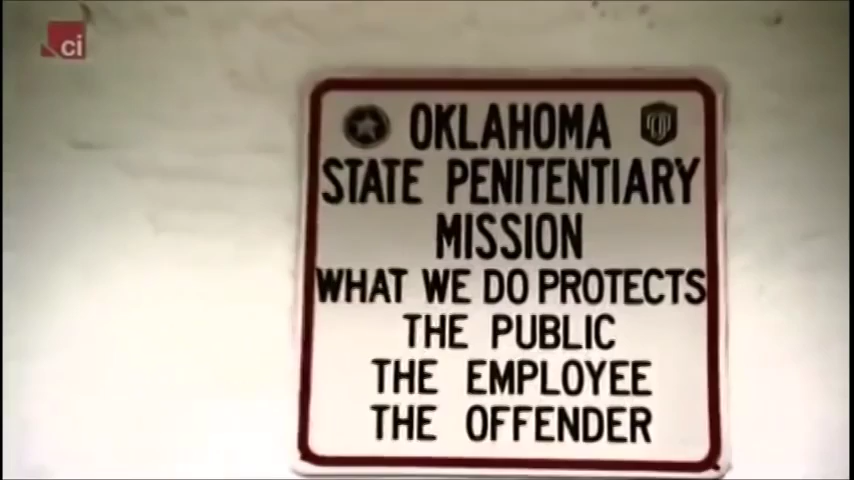 ci
OKLAHOMA
STATE PENITENTIARY
MISSION
WHAT WE DO PROTECTS
THE PUBLIC
THE EMPLOYEE
THE OFFENDER